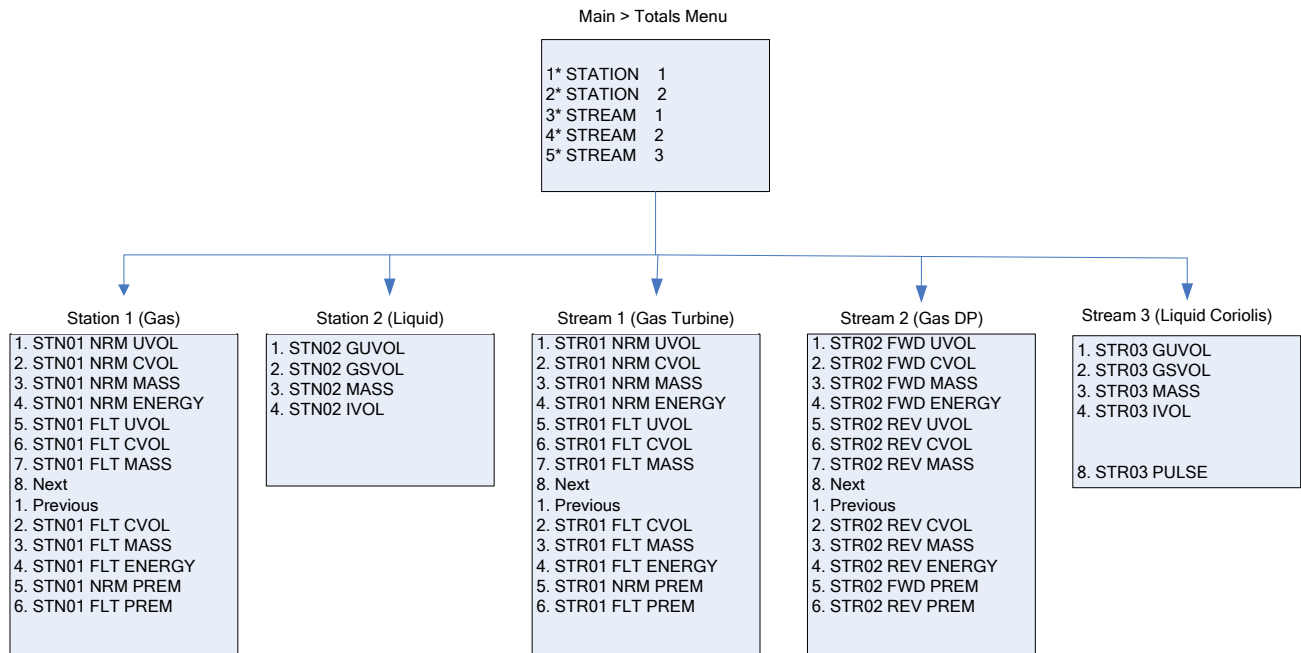 Main > Totals Menu
1* STATION 1
2* STATION 2
3* STREAM 1
4* STREAM 2
5* STREAM 3
Station 1 (Gas)
1. STN01 NRM UVOL
2. STN01 NRM CVOL
3. STN01 NRM MASS
4. STN01 NRM ENERGY
5. STN01 FLT UVOL
6. STN01 FLT CVOL
7. STN01 FLT MASS
8. Next
1. Previous
2. STN01 FLT CVOL
3. STN01 FLT MASS
4. STN01 FLT ENERGY
5. STN01 NRM PREM
6. STN01 FLT PREM
Station 2 (Liquid)
1. STN02 GUVOL
2. STN02 GSVOL
3. STN02 MASS
4. STN02 IVOL
Stream 1 (Gas Turbine)
1. STR01 NRM UVOL
2. STR01 NRM CVOL
3. STR01 NRM MASS
4. STR01 NRM ENERGY
5. STR01 FLT UVOL
6. STR01 FLT CVOL
7. STR01 FLT MASS
8. Next
1. Previous
2. STR01 FLT CVOL
3. STR01 FLT MASS
4. STR01 FLT ENERGY
5. STR01 NRM PREM
6. STR01 FLT PREM
Stream 2 (Gas DP)
1. STR02 FWD UVOL
2. STR02 FWD CVOL
3. STR02 FWD MASS
4. STR02 FWD ENERGY
5. STR02 REV UVOL
6. STR02 REV CVOL
7. STR02 REV MASS
8. Next
1. Previous
2. STR02 REV CVOL
3. STR02 REV MASS
4. STR02 REV ENERGY
5. STR02 FWD PREM
6. STR02 REV PREM
Stream 3 (Liquid Coriolis)
1. STR03 GUVOL
2. STR03 GSVOL
3. STR03 MASS
4. STR03 IVOL
8. STR03 PULSE